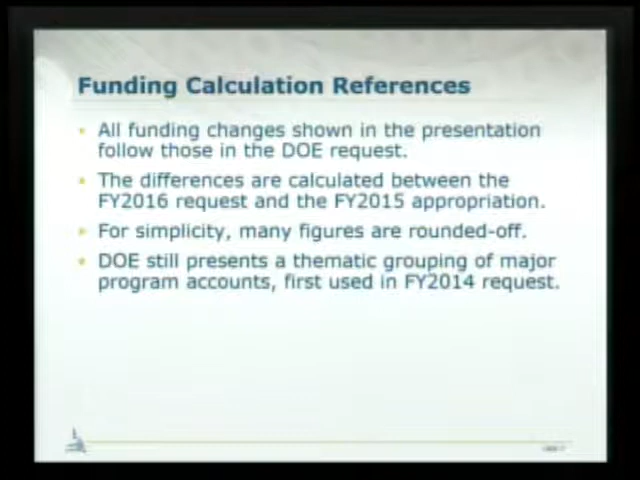 Funding Calculation References
All funding changes shown in the presentation
follow those in the DOE request.
The differences are calculated between the
FY2016 request and the FY2015 appropriation.
For simplicity, many figures are rounded-off.
DOE still presents a thematic grouping of major
program accounts, first used in FY2014 request.